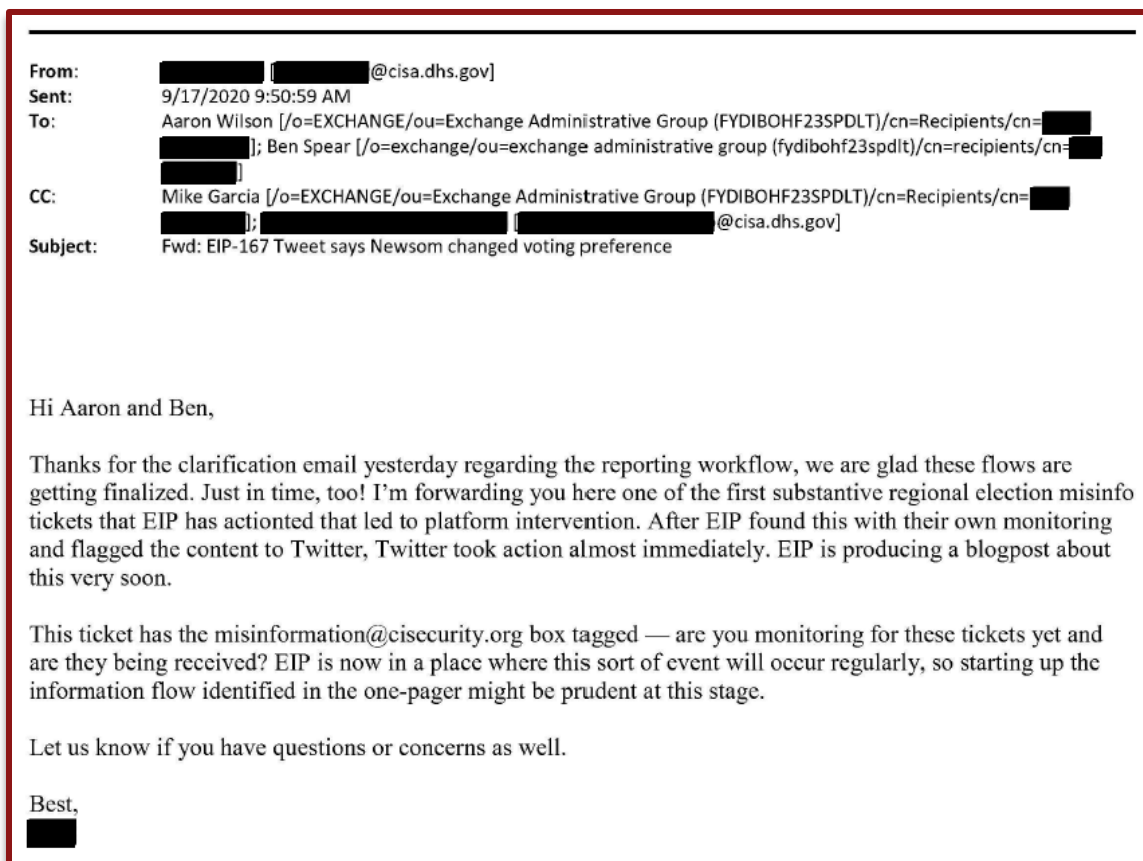 From: [ @cisa.dhs.gov]
Sent: 9/17/2020 9:50:59 AM
To: Aaron Wilson [/o=EXCHANGE/ou=Exchange Administrative Group (FYDIBOHF23SPDLT)/cn=Recipients/cn=
]; Ben Spear [/o=exchange/ou=exchange administrative group (fydibohf23spdlt)/cn=recipients/cn=
]
CC: Mike Garcia [/o=EXCHANGE/ou=Exchange Administrative Group (FYDIBOHF23SPDLT)/cn=Recipients/cn=
]; [ @cisa.dhs.gov]
Subject: Fwd: EIP-167 Tweet says Newsom changed voting preference
Hi Aaron and Ben,
Thanks for the clarification email yesterday regarding the reporting workflow, we are glad these flows are
getting finalized. Just in time, too! I'm forwarding you here one of the first substantive regional election misinfo
tickets that EIP has actionted that led to platform intervention. After EIP found this with their own monitoring
and flagged the content to Twitter, Twitter took action almost immediately. EIP is producing a blogpost about
this very soon.
This ticket has the misinformation@cisecurity.org box tagged — are you monitoring for these tickets yet and
are they being received? EIP is now in a place where this sort of event will occur regularly, so starting up the
information flow identified in the one-pager might be prudent at this stage.
Let us know if you have questions or concerns as well.
Best,